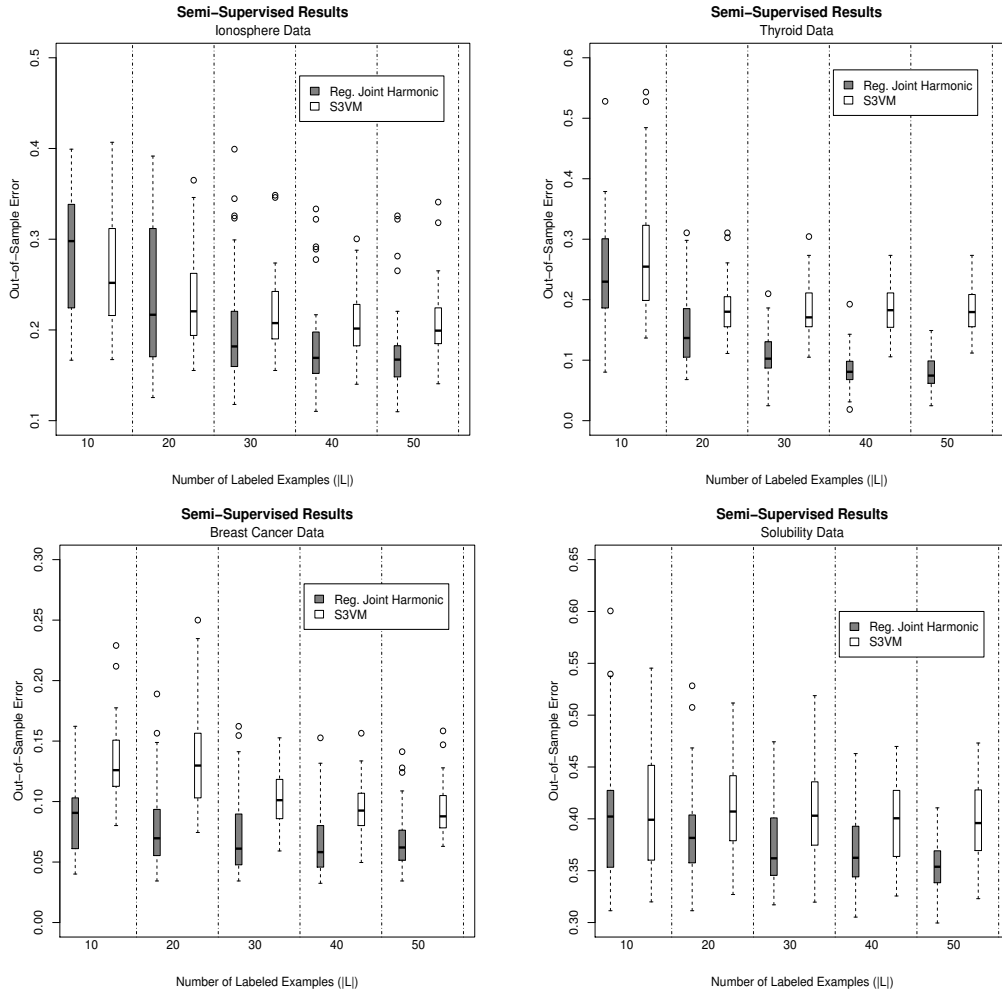 Semi−Supervised Results
Ionosphere Data
Out−of−Sample Error
0.5
0.4
0.3
0.2
0.1
Reg. Joint Harmonic
S3VM
10 20 30 40 50
Number of Labeled Examples (|L|)
Semi−Supervised Results
Thyroid Data
Out−of−Sample Error
0.6
0.5
0.4
0.3
0.2
0.1
0.0
Reg. Joint Harmonic
S3VM
10 20 30 40 50
Number of Labeled Examples (|L|)
Semi−Supervised Results
Breast Cancer Data
Out−of−Sample Error
0.30
0.25
0.20
0.15
0.10
0.05
0.00
Reg. Joint Harmonic
S3VM
10 20 30 40 50
Number of Labeled Examples (|L|)
Semi−Supervised Results
Solubility Data
Out−of−Sample Error
0.65
0.60
0.55
0.50
0.45
0.40
0.35
0.30
Reg. Joint Harmonic
S3VM
10 20 30 40 50
Number of Labeled Examples (|L|)